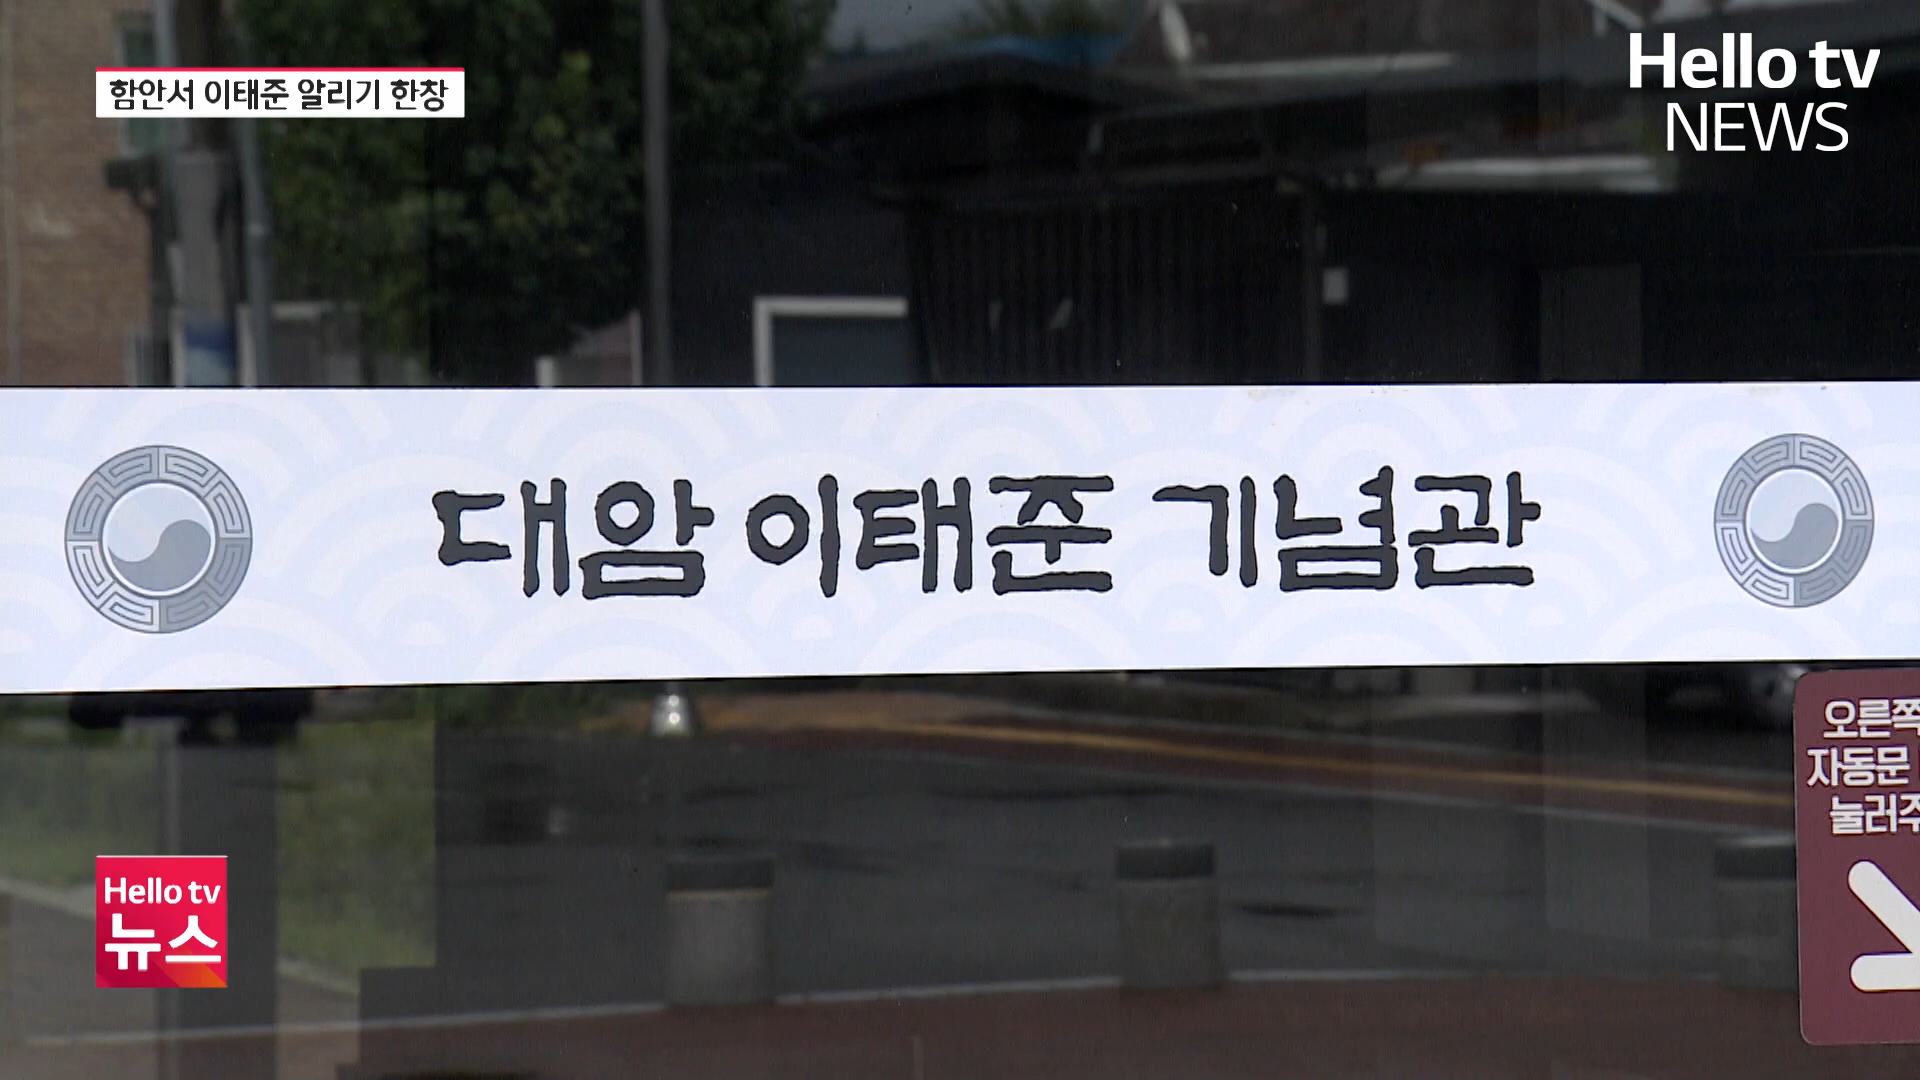 함안서 이태준 알리기 한창
Hello tv
NEWS
대암 이태준 기념관
오른쪽
자동문
눌러주
Hello tv
뉴스